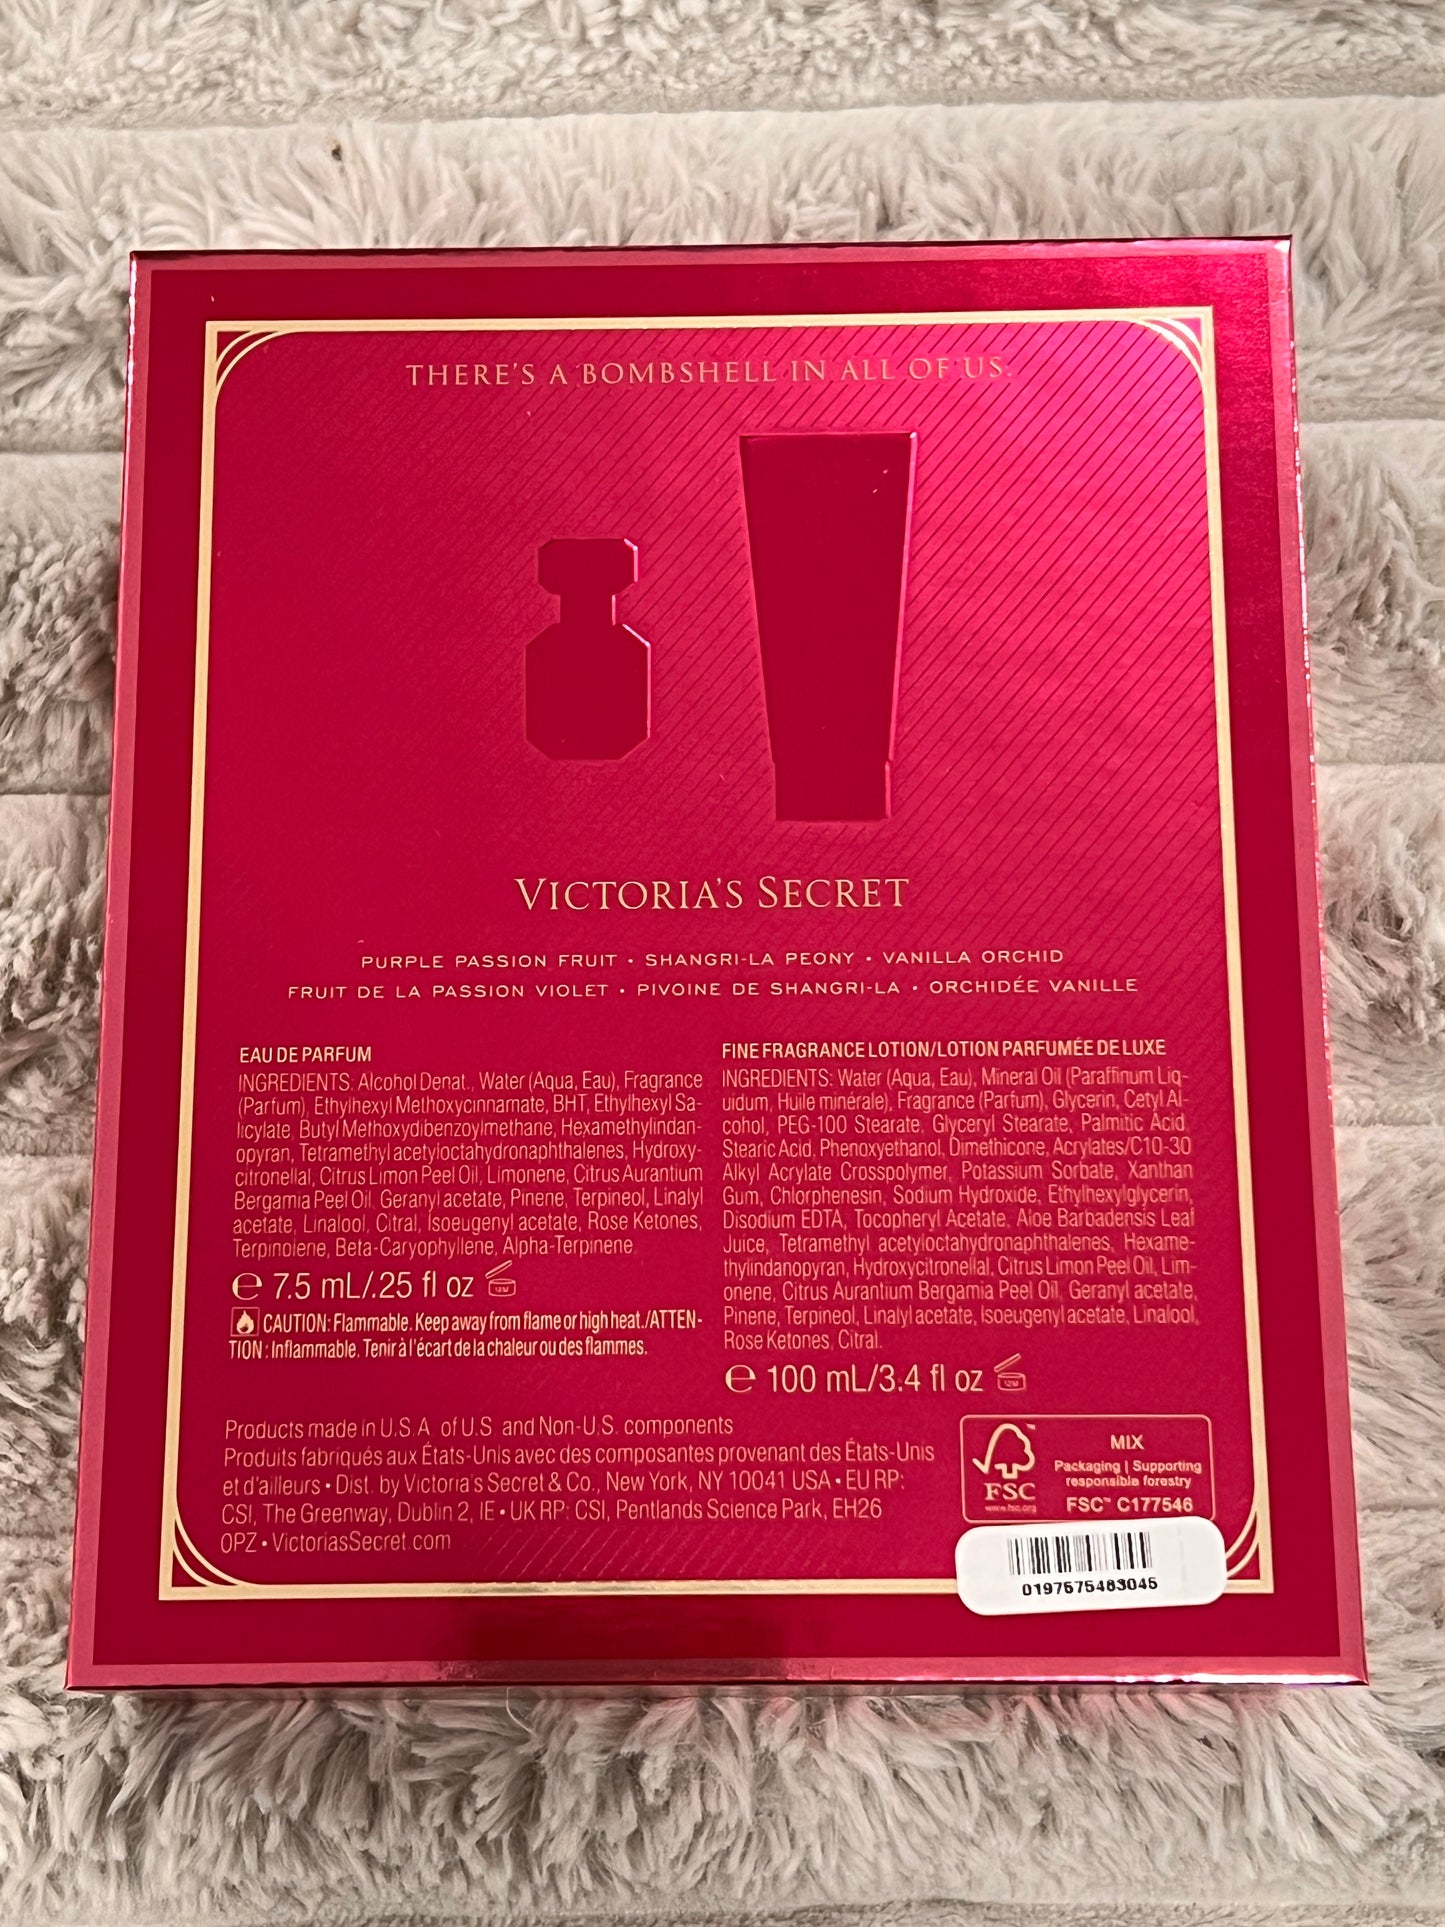 THERE'S A BOMBSHELL IN ALL OF US.
VICTORIA'S SECRET
PURPLE PASSION FRUIT • SHANGRI-LA PEONY • VANILLA ORCHID
FRUIT DE LA PASSION VIOLET • PIVOINE DE SHANGRI-LA • ORCHIDÉE VANILLE
EAU DE PARFUM
INGREDIENTS: Alcohol Denat., Water (Aqua, Eau), Fragrance
(Parfum), Ethylhexyl Methoxycinnamate, BHT, Ethylhexyl Sa-
licylate, Butyl Methoxydibenzoylmethane, Hexamethylindan-
opyran, Tetramethyl acetyloctahydronaphthalenes, Hydroxy-
citronellal, Citrus Limon Peel Oil, Limonene, Citrus Aurantium
Bergamia Peel Oil, Geranyl acetate, Pinene, Terpineol, Linalyl
acetate, Linalool, Citral, Isoeugenyl acetate, Rose Ketones,
Terpinolene, Beta-Caryophyllene, Alpha-Terpinene.
℮ 7.5 mL/.25 fl oz 12M
CAUTION: Flammable. Keep away from flame or high heat./ATTEN-
TION : Inflammable. Tenir à l'écart de la chaleur ou des flammes.
FINE FRAGRANCE LOTION/LOTION PARFUMÉE DE LUXE
INGREDIENTS: Water (Aqua, Eau), Mineral Oil (Paraffinum Liq-
uidum, Huile minérale), Fragrance (Parfum), Glycerin, Cetyl Al-
cohol, PEG-100 Stearate, Glyceryl Stearate, Palmitic Acid,
Stearic Acid, Phenoxyethanol, Dimethicone, Acrylates/C10-30
Alkyl Acrylate Crosspolymer, Potassium Sorbate, Xanthan
Gum, Chlorphenesin, Sodium Hydroxide, Ethylhexylglycerin,
Disodium EDTA, Tocopheryl Acetate, Aloe Barbadensis Leaf
Juice, Tetramethyl acetyloctahydronaphthalenes, Hexame-
thylindanopyran, Hydroxycitronellal, Citrus Limon Peel Oil, Lim-
onene, Citrus Aurantium Bergamia Peel Oil, Geranyl acetate,
Pinene, Terpineol, Linalyl acetate, Isoeugenyl acetate, Linalool,
Rose Ketones, Citral.
℮ 100 mL/3.4 fl oz 12M
Products made in U.S.A. of U.S. and Non-U.S. components
Produits fabriqués aux États-Unis avec des composantes provenant des États-Unis
et d'ailleurs • Dist. by Victoria's Secret & Co., New York, NY 10041 USA • EU RP:
CSI, The Greenway, Dublin 2, IE • UK RP: CSI, Pentlands Science Park, EH26
0PZ • VictoriasSecret.com
FSC
www.fsc.org
MIX
Packaging | Supporting
responsible forestry
FSC™ C177546
0197575483045